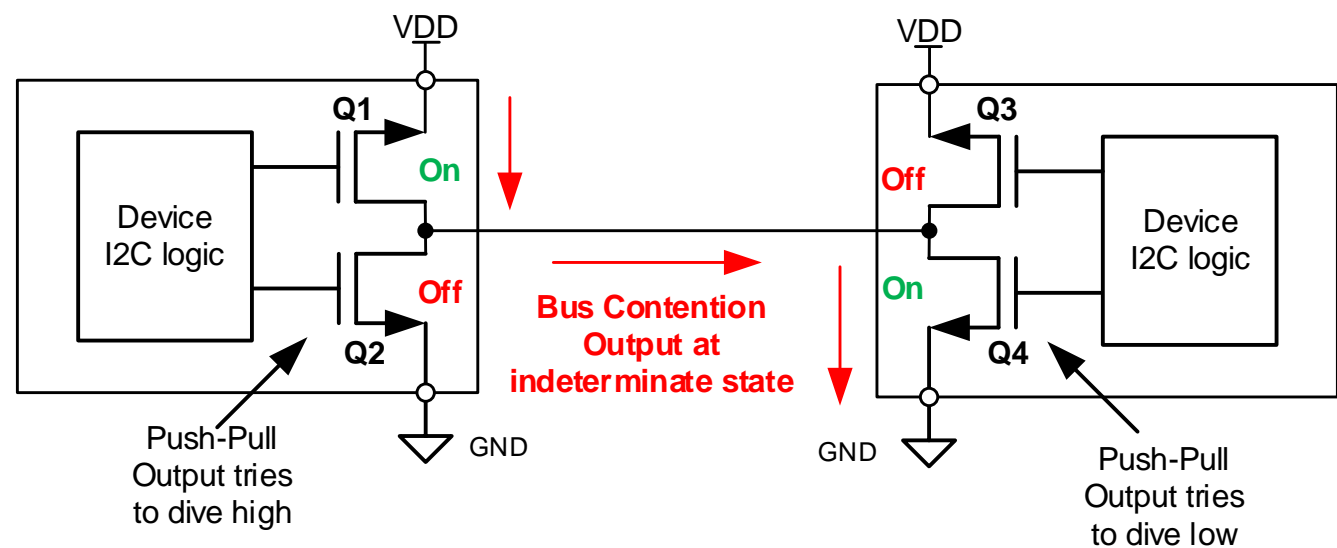 VDD
VDD
Q1
Q3
On
Off
Device
I2C logic
Device
I2C logic
Off
On
Bus Contention
Output at
indeterminate state
Q2
Q4
GND
GND
Push-Pull
Output tries
to dive high
Push-Pull
Output tries
to dive low